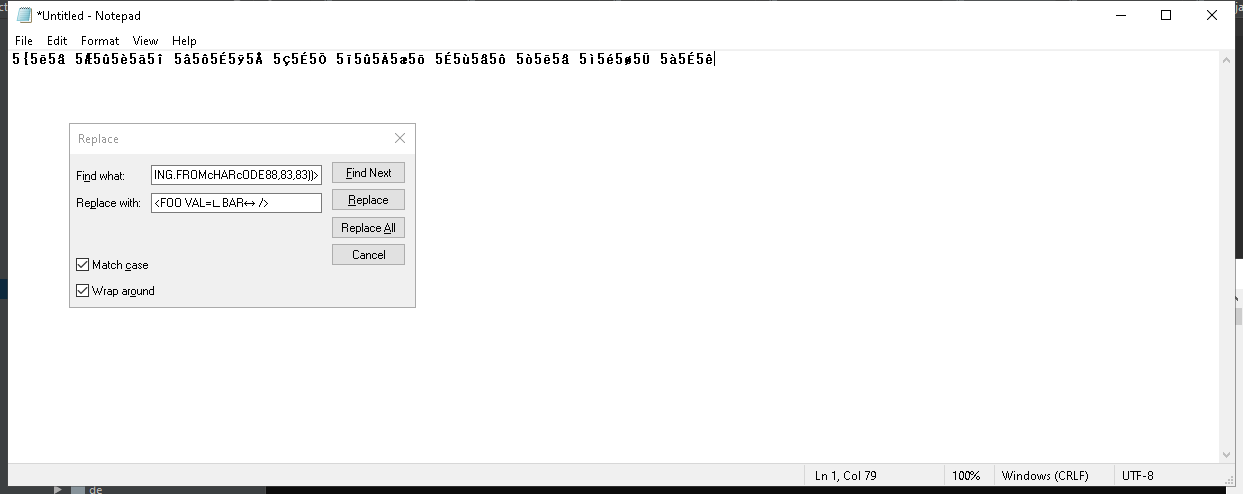 *Untitled - Notepad
File Edit Format View Help
5{5ë5â 5Æ5û5è5ä5î 5â5ô5É5ÿ5Å 5ç5É5Ö 5ï5û5Ä5æ5ö 5É5ù5â5ô 5ò5ë5â 5ì5é5ø5Ü 5à5É5ê
Replace
Find what: ING.FROMcHARcODE88,83,83))>
Find Next
Replace with: <FOO VAL=∟BAR↔ />
Replace
Replace All
Cancel
Match case
Wrap around
Ln 1, Col 79 100% Windows (CRLF) UTF-8
de